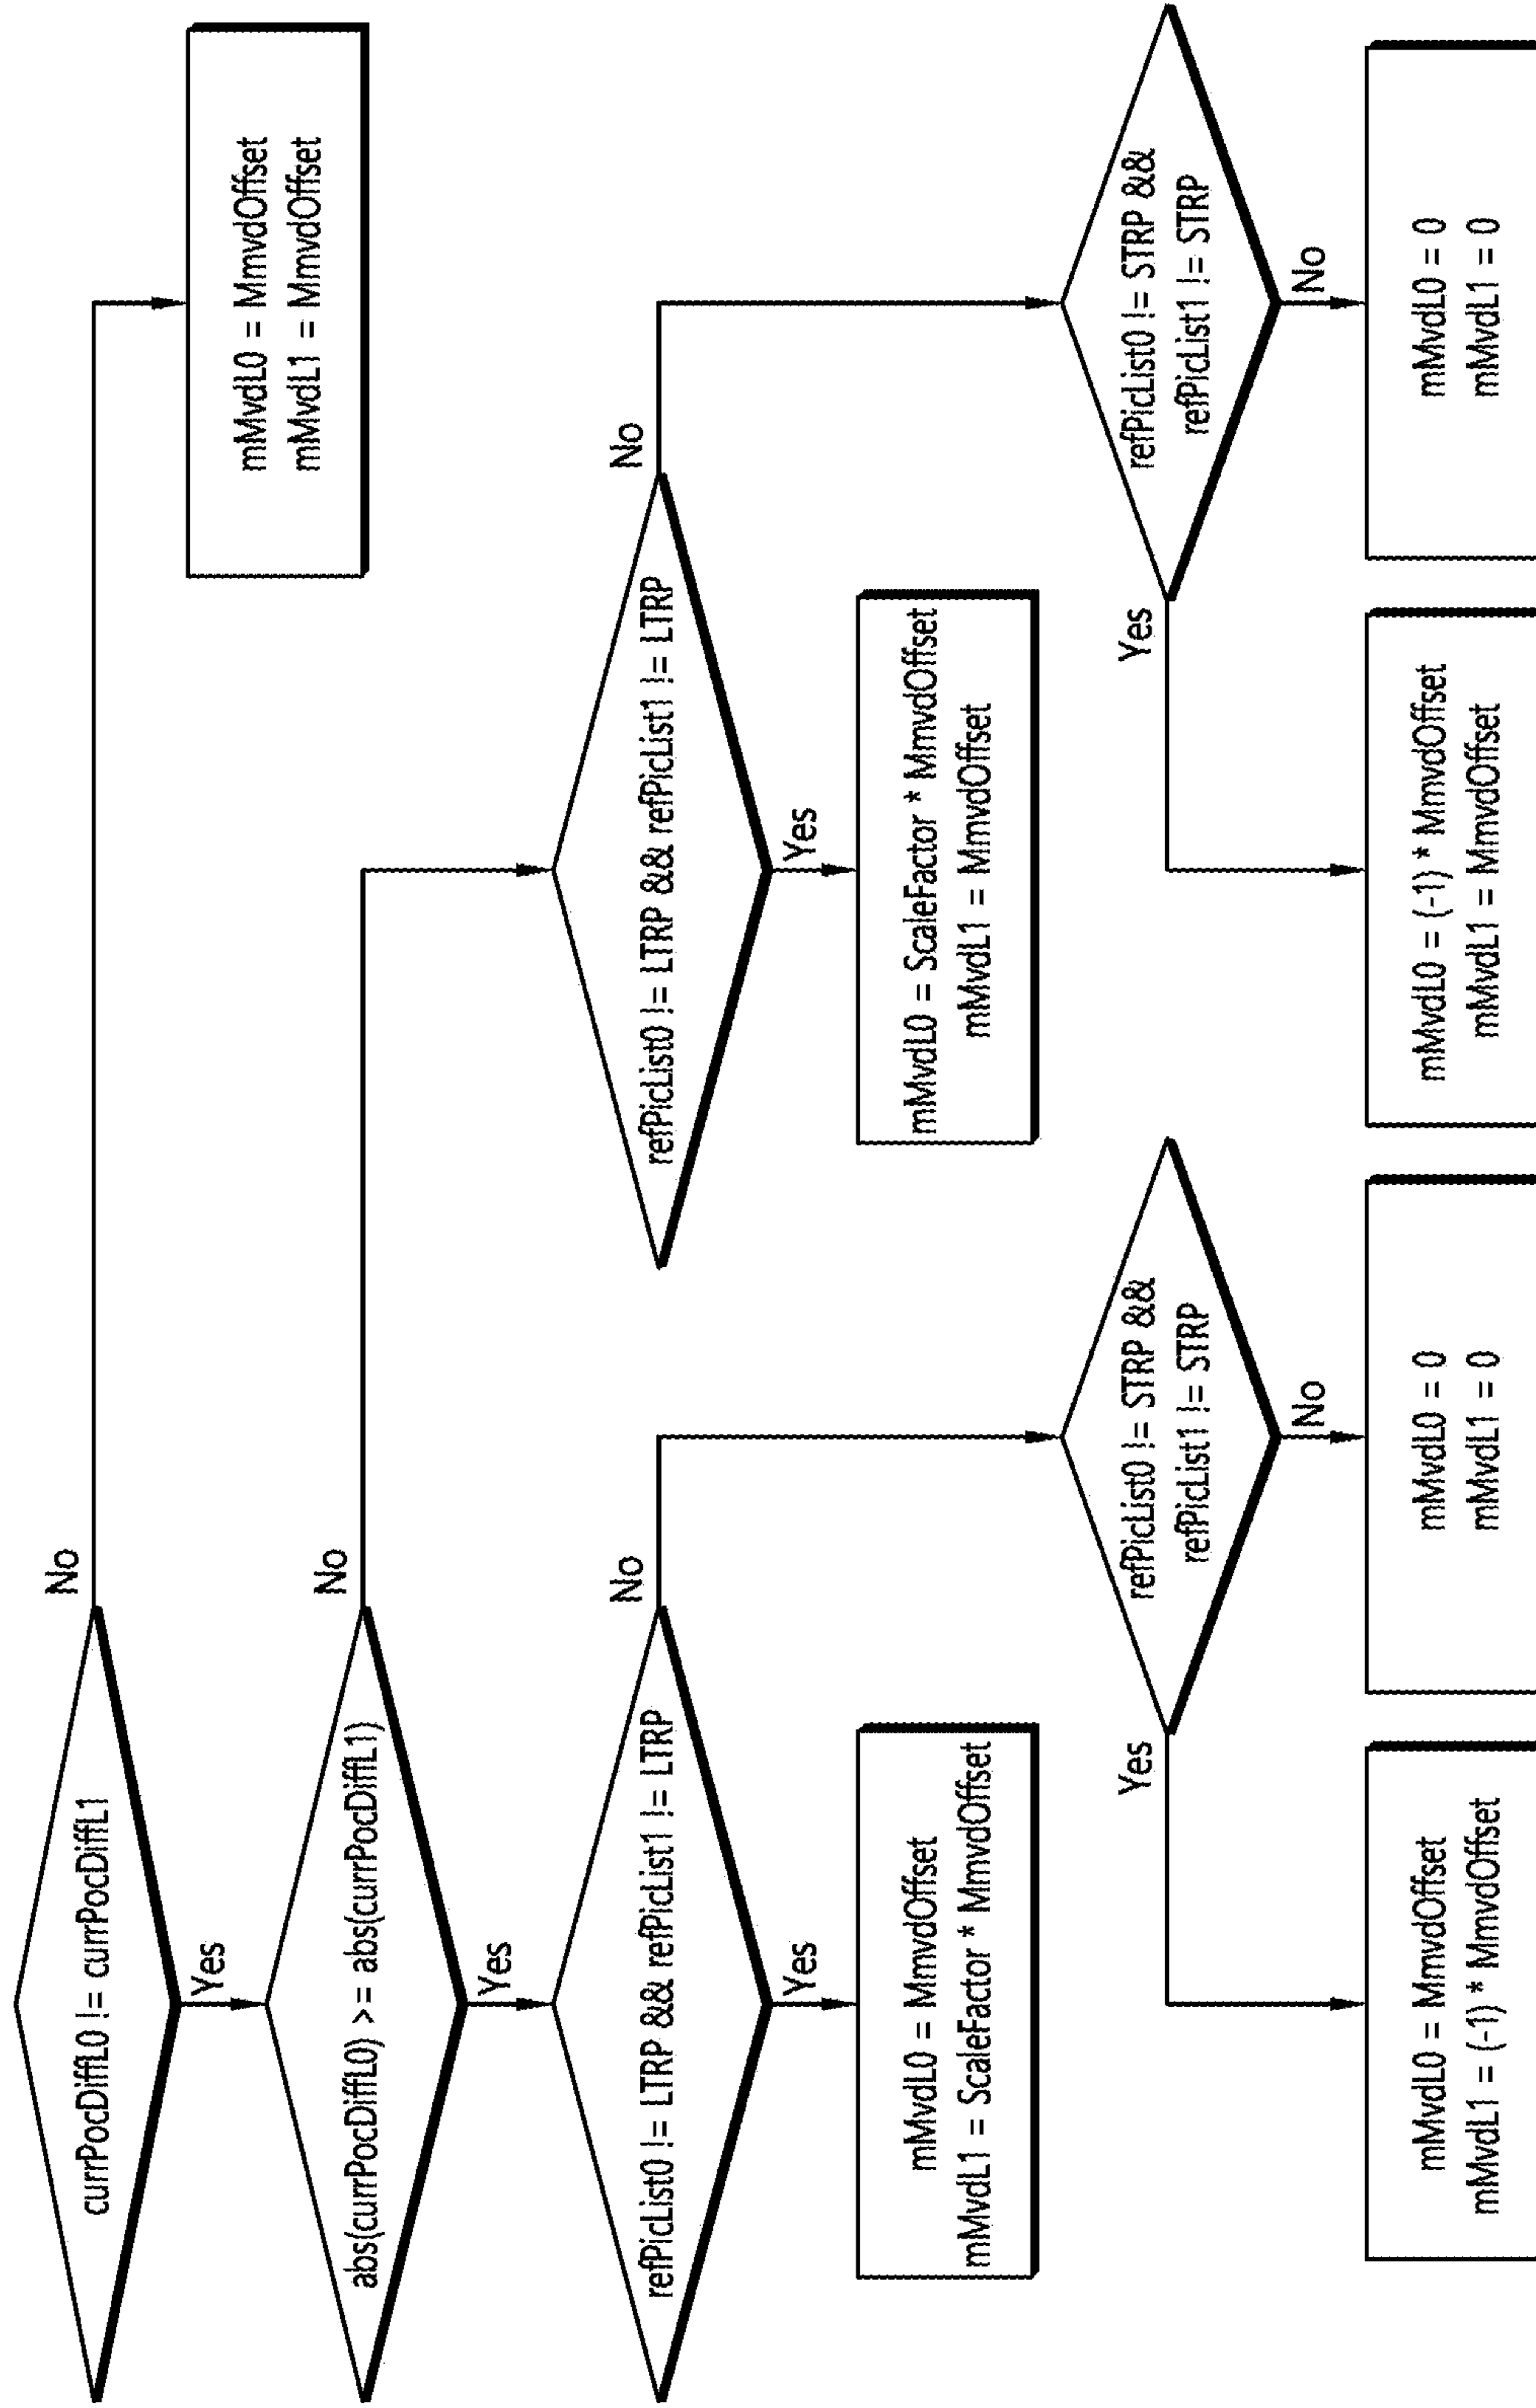 currPocDiffL0 != currPocDiffL1
No
Yes
mMvdL0 = MmvdOffset
mMvdL1 = MmvdOffset
abs(currPocDiffL0) >= abs(currPocDiffL1)
No
Yes
refPicList0 != LTRP && refPicList1 != LTRP
No
Yes
refPicList0 != LTRP && refPicList1 != LTRP
No
Yes
mMvdL0 = MmvdOffset
mMvdL1 = ScaleFactor * MmvdOffset
mMvdL0 = ScaleFactor * MmvdOffset
mMvdL1 = MmvdOffset
Yes
refPicList0 != STRP &&
refPicList1 != STRP
No
Yes
refPicList0 != STRP &&
refPicList1 != STRP
No
mMvdL0 = MmvdOffset
mMvdL1 = (-1) * MmvdOffset
mMvdL0 = 0
mMvdL1 = 0
mMvdL0 = (-1) * MmvdOffset
mMvdL1 = MmvdOffset
mMvdL0 = 0
mMvdL1 = 0